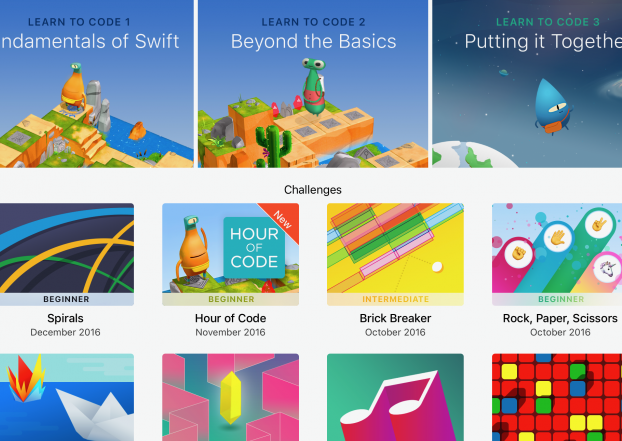 LEARN TO CODE 1
ndamentals of Swift
LEARN TO CODE 2
Beyond the Basics
LEARN TO CODE 3
Putting it Togethe
Challenges
New
HOUR
OF
CODE
BEGINNER
BEGINNER
INTERMEDIATE
BEGINNER
Spirals
Hour of Code
Brick Breaker
Rock, Paper, Scissors
December 2016
November 2016
October 2016
October 2016